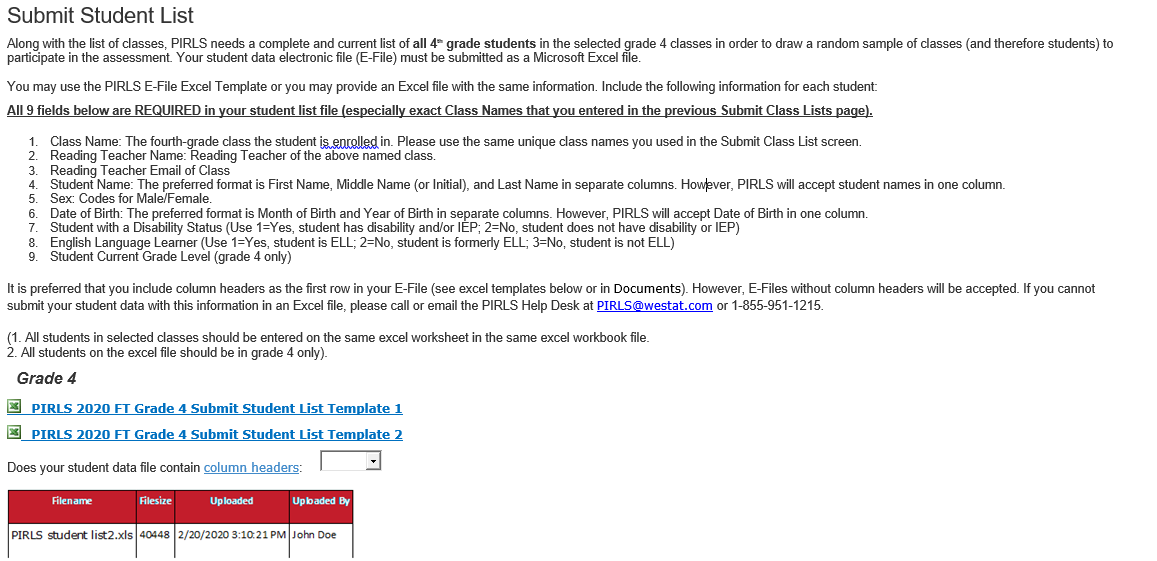 Submit Student List
Along with the list of classes, PIRLS needs a complete and current list of all 4th grade students in the selected grade 4 classes in order to draw a random sample of classes (and therefore students) to
participate in the assessment. Your student data electronic file (E-File) must be submitted as a Microsoft Excel file.
You may use the PIRLS E-File Excel Template or you may provide an Excel file with the same information. Include the following information for each student:
All 9 fields below are REQUIRED in your student list file (especially exact Class Names that you entered in the previous Submit Class Lists page).
1. Class Name: The fourth-grade class the student is enrolled in. Please use the same unique class names you used in the Submit Class List screen.
2. Reading Teacher Name: Reading Teacher of the above named class.
3. Reading Teacher Email of Class
4. Student Name: The preferred format is First Name, Middle Name (or Initial), and Last Name in separate columns. However, PIRLS will accept student names in one column.
5. Sex: Codes for Male/Female.
6. Date of Birth: The preferred format is Month of Birth and Year of Birth in separate columns. However, PIRLS will accept Date of Birth in one column.
7. Student with a Disability Status (Use 1=Yes, student has disability and/or IEP; 2=No, student does not have disability or IEP)
8. English Language Learner (Use 1=Yes, student is ELL; 2=No, student is formerly ELL; 3=No, student is not ELL)
9. Student Current Grade Level (grade 4 only)
It is preferred that you include column headers as the first row in your E-File (see excel templates below or in Documents). However, E-Files without column headers will be accepted. If you cannot
submit your student data with this information in an Excel file, please call or email the PIRLS Help Desk at PIRLS@westat.com or 1-855-951-1215.
(1. All students in selected classes should be entered on the same excel worksheet in the same excel workbook file.
2. All students on the excel file should be in grade 4 only).
Grade 4
PIRLS 2020 FT Grade 4 Submit Student List Template 1
PIRLS 2020 FT Grade 4 Submit Student List Template 2
Does your student data file contain column headers:
Filename Filesize Uploaded Uploaded By
PIRLS student list2.xls 40448 2/20/2020 3:10:21 PM John Doe